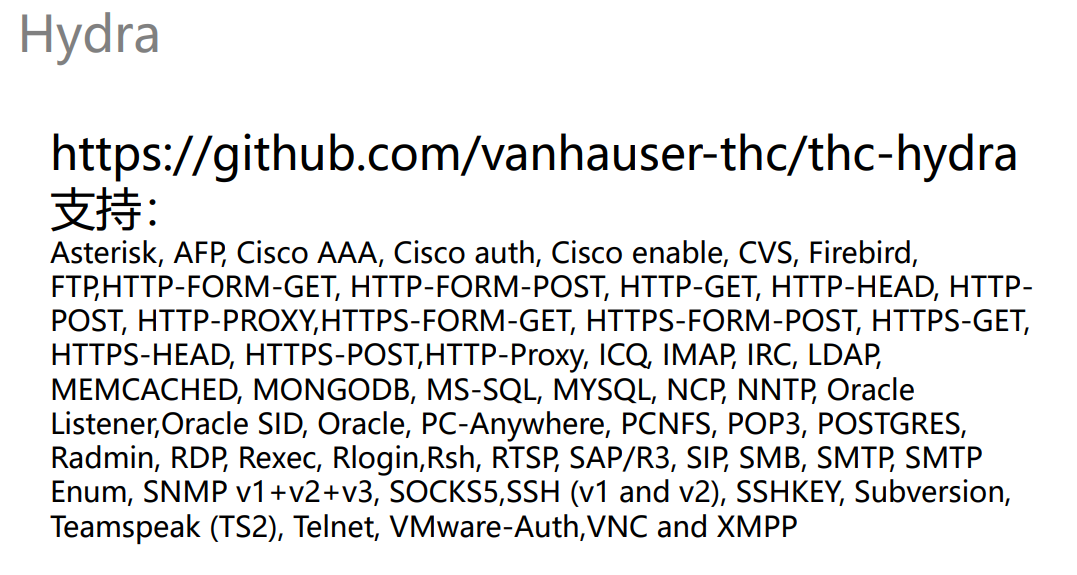 Hydra
https://github.com/vanhauser-thc/thc-hydra
支持：
Asterisk, AFP, Cisco AAA, Cisco auth, Cisco enable, CVS, Firebird,
FTP,HTTP-FORM-GET, HTTP-FORM-POST, HTTP-GET, HTTP-HEAD, HTTP-
POST, HTTP-PROXY,HTTPS-FORM-GET, HTTPS-FORM-POST, HTTPS-GET,
HTTPS-HEAD, HTTPS-POST,HTTP-Proxy, ICQ, IMAP, IRC, LDAP,
MEMCACHED, MONGODB, MS-SQL, MYSQL, NCP, NNTP, Oracle
Listener,Oracle SID, Oracle, PC-Anywhere, PCNFS, POP3, POSTGRES,
Radmin, RDP, Rexec, Rlogin,Rsh, RTSP, SAP/R3, SIP, SMB, SMTP, SMTP
Enum, SNMP v1+v2+v3, SOCKS5,SSH (v1 and v2), SSHKEY, Subversion,
Teamspeak (TS2), Telnet, VMware-Auth,VNC and XMPP